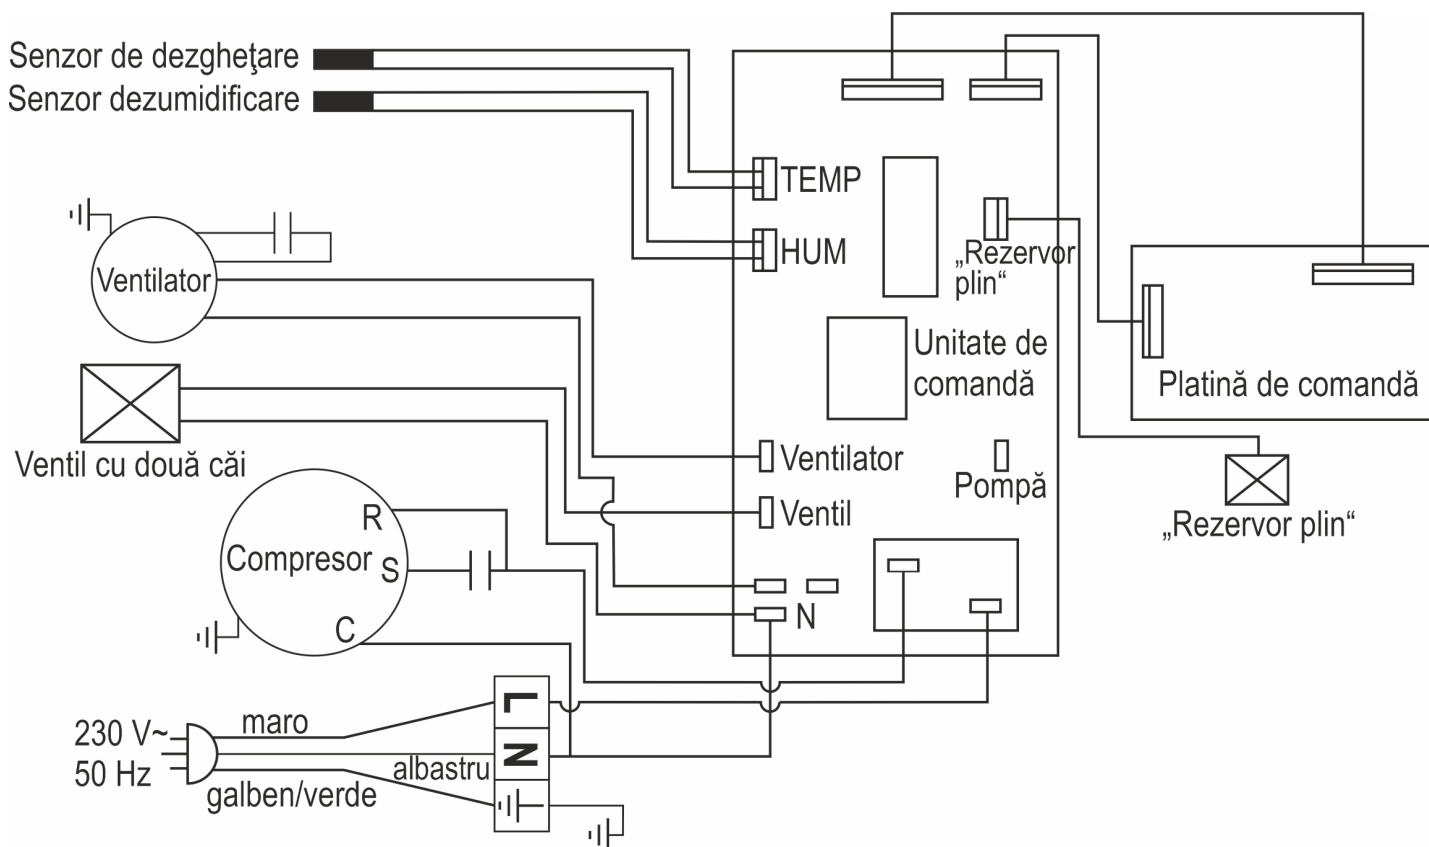 Senzor de dezgheţare
Senzor dezumidificare
TEMP
HUM
„Rezervor
plin“
Ventilator
Unitate de
comandă
Platină de comandă
Ventil cu două căi
Ventilator
Pompă
Ventil
„Rezervor plin“
R
Compresor
S
C
N
L
maro
230 V~
50 Hz
N
albastru
galben/verde